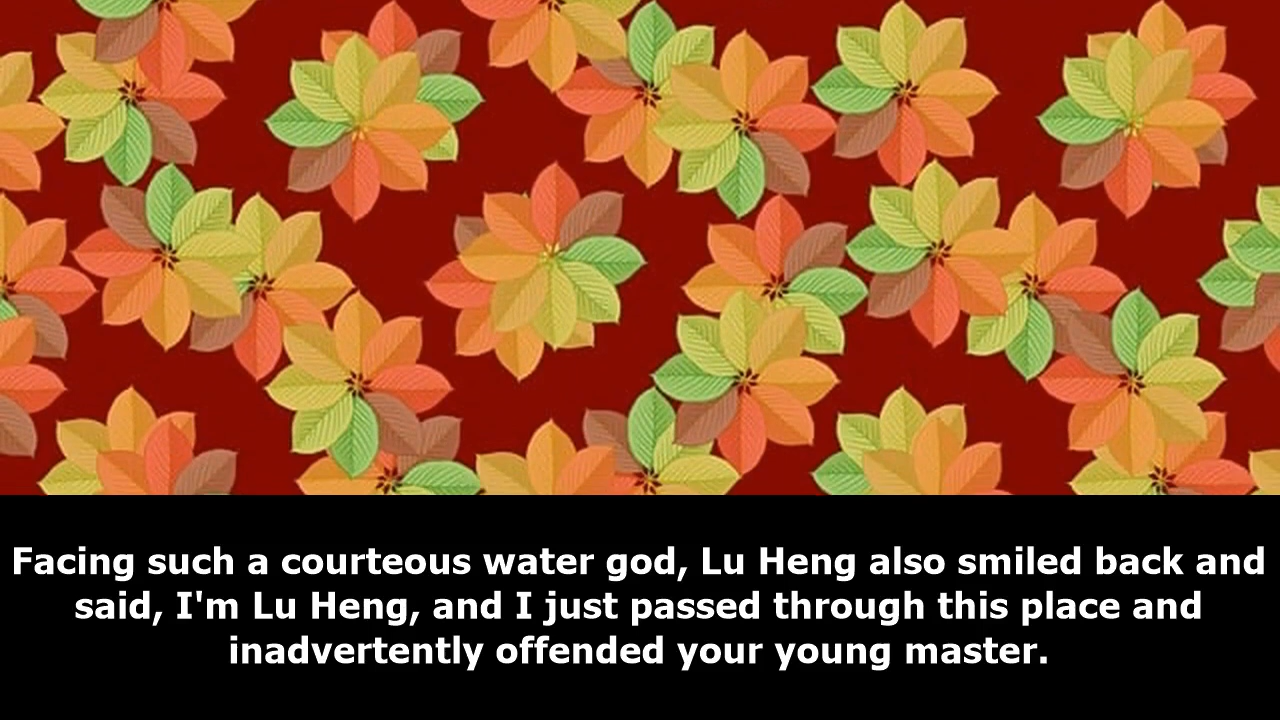 Facing such a courteous water god, Lu Heng also smiled back and
said, I'm Lu Heng, and I just passed through this place and
inadvertently offended your young master.